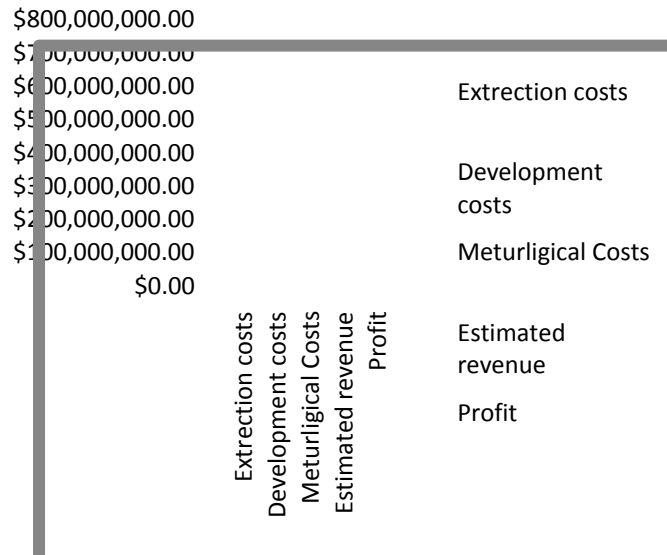 $800,000,000.00
$700,000,000.00
$600,000,000.00
$500,000,000.00
$400,000,000.00
$300,000,000.00
$200,000,000.00
$100,000,000.00
$0.00
Extrection costs
Development costs
Meturligical Costs
Estimated revenue
Profit
Extrection costs
Development
costs
Meturligical Costs
Estimated
revenue
Profit